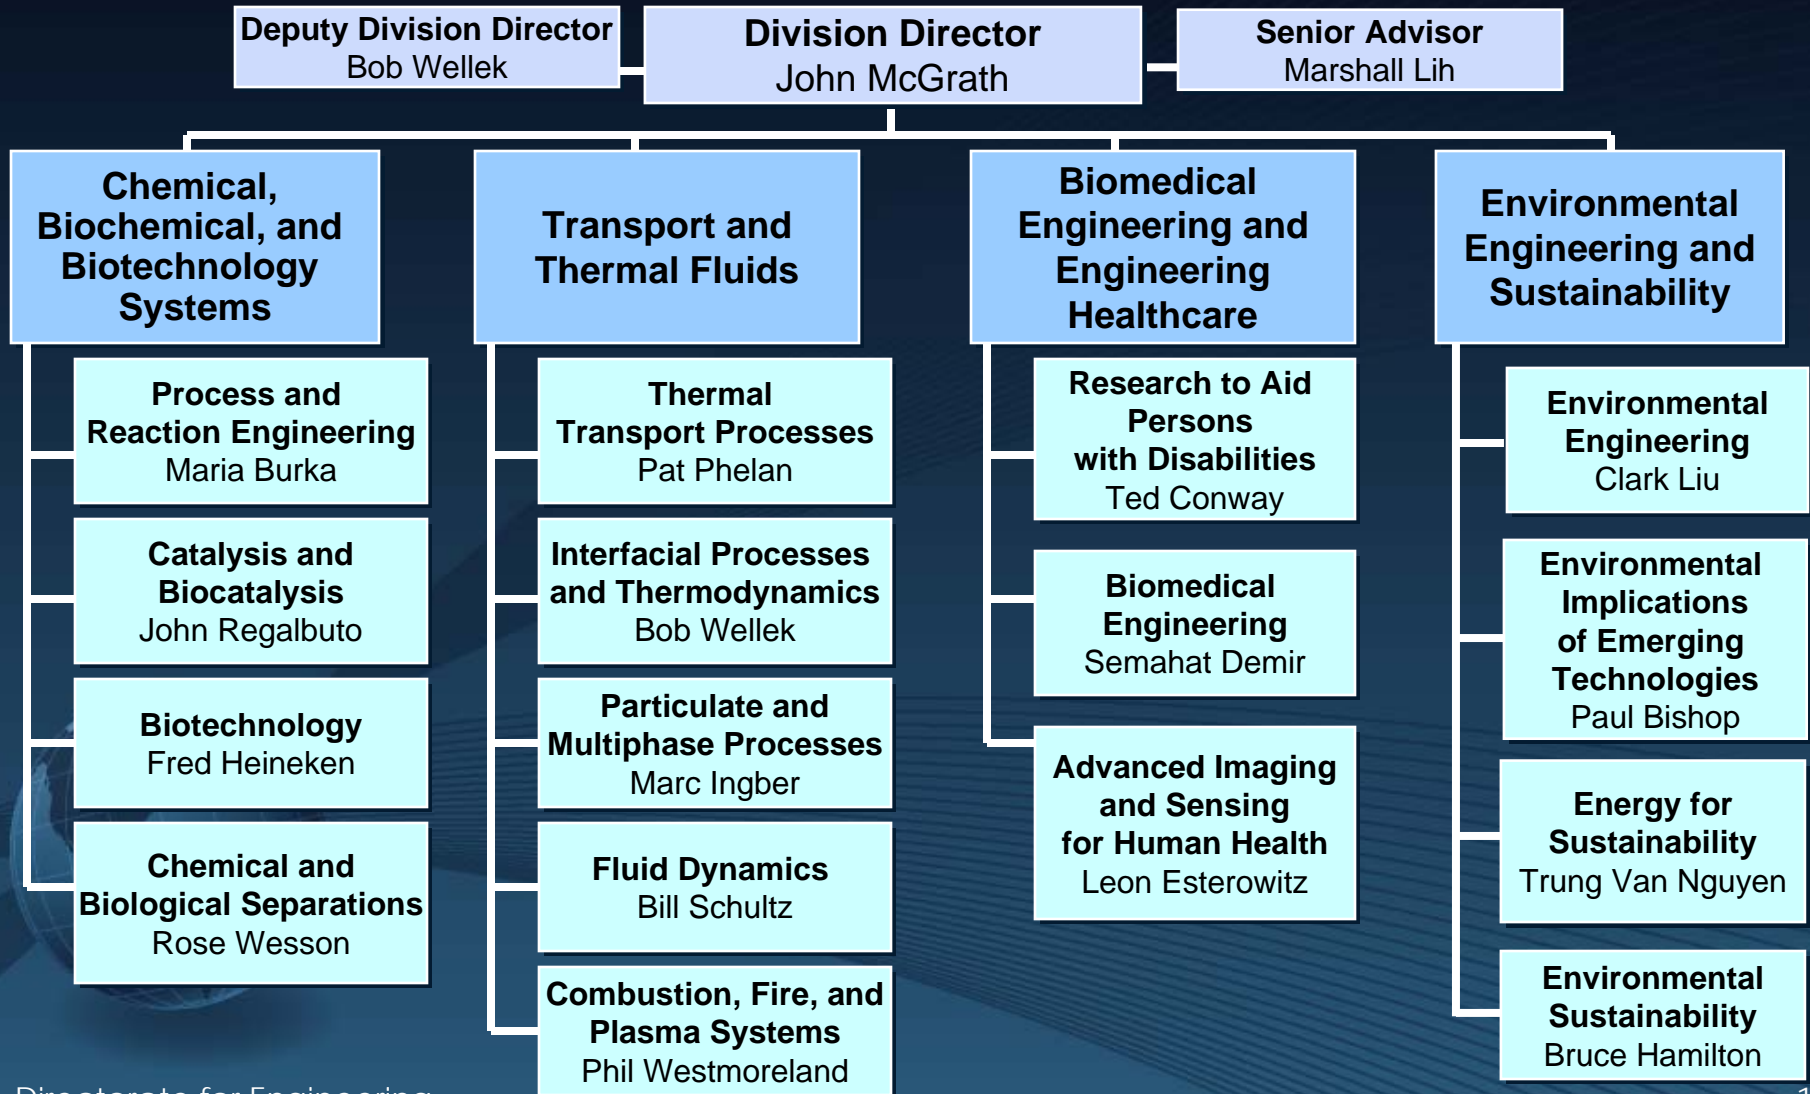 Deputy Division Director
Bob Wellek
Division Director
John McGrath
Senior Advisor
Marshall Lih
Chemical,
Biochemical, and
Biotechnology
Systems
Process and
Reaction Engineering
Maria Burka
Catalysis and
Biocatalysis
John Regalbuto
Biotechnology
Fred Heineken
Chemical and
Biological Separations
Rose Wesson
Transport and
Thermal Fluids
Thermal
Transport Processes
Pat Phelan
Interfacial Processes
and Thermodynamics
Bob Wellek
Particulate and
Multiphase Processes
Marc Ingber
Fluid Dynamics
Bill Schultz
Combustion, Fire, and
Plasma Systems
Phil Westmoreland
Biomedical
Engineering and
Engineering
Healthcare
Research to Aid
Persons
with Disabilities
Ted Conway
Biomedical
Engineering
Semahat Demir
Advanced Imaging
and Sensing
for Human Health
Leon Esterowitz
Environmental
Engineering and
Sustainability
Environmental
Engineering
Clark Liu
Environmental
Implications
of Emerging
Technologies
Paul Bishop
Energy for
Sustainability
Trung Van Nguyen
Environmental
Sustainability
Bruce Hamilton
Directorate for Engineering